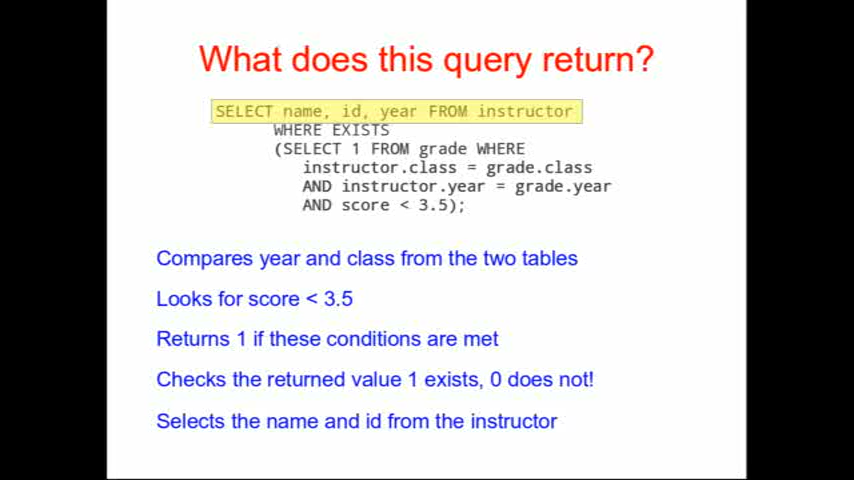 What does this query return?
SELECT name, id, year FROM instructor
WHERE EXISTS
(SELECT 1 FROM grade WHERE
instructor.class = grade.class
AND instructor.year = grade.year
AND score < 3.5);
Compares year and class from the two tables
Looks for score < 3.5
Returns 1 if these conditions are met
Checks the returned value 1 exists, 0 does not!
Selects the name and id from the instructor